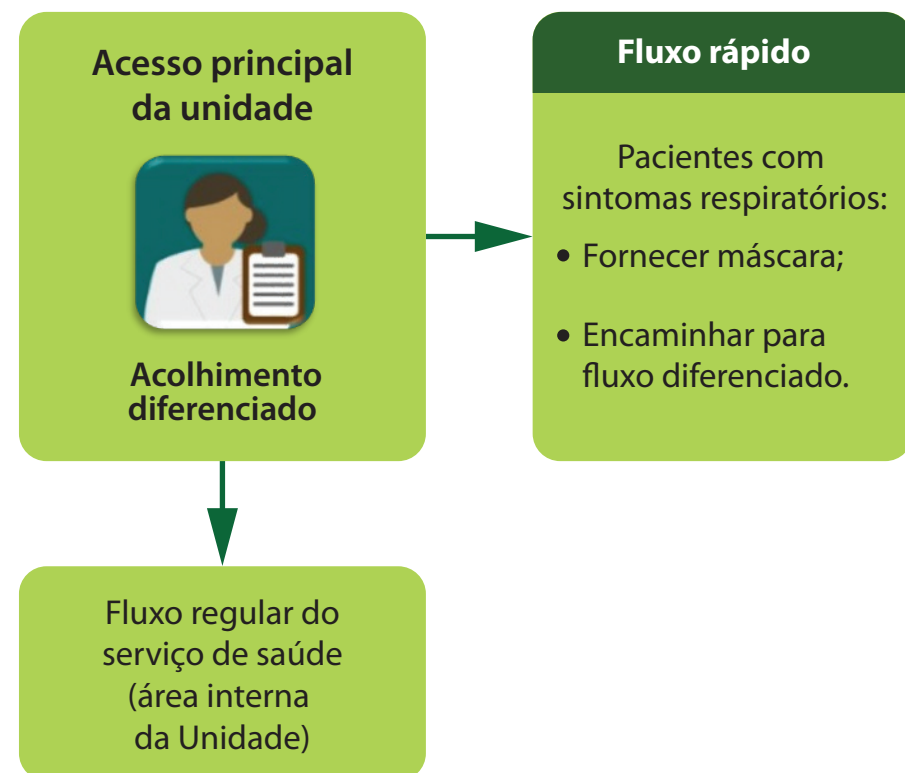 Acesso principal
da unidade
Acolhimento
diferenciado
Fluxo rápido
Pacientes com
sintomas respiratórios:
• Fornecer máscara;
• Encaminhar para
fluxo diferenciado.
Fluxo regular do
serviço de saúde
(área interna
da Unidade)